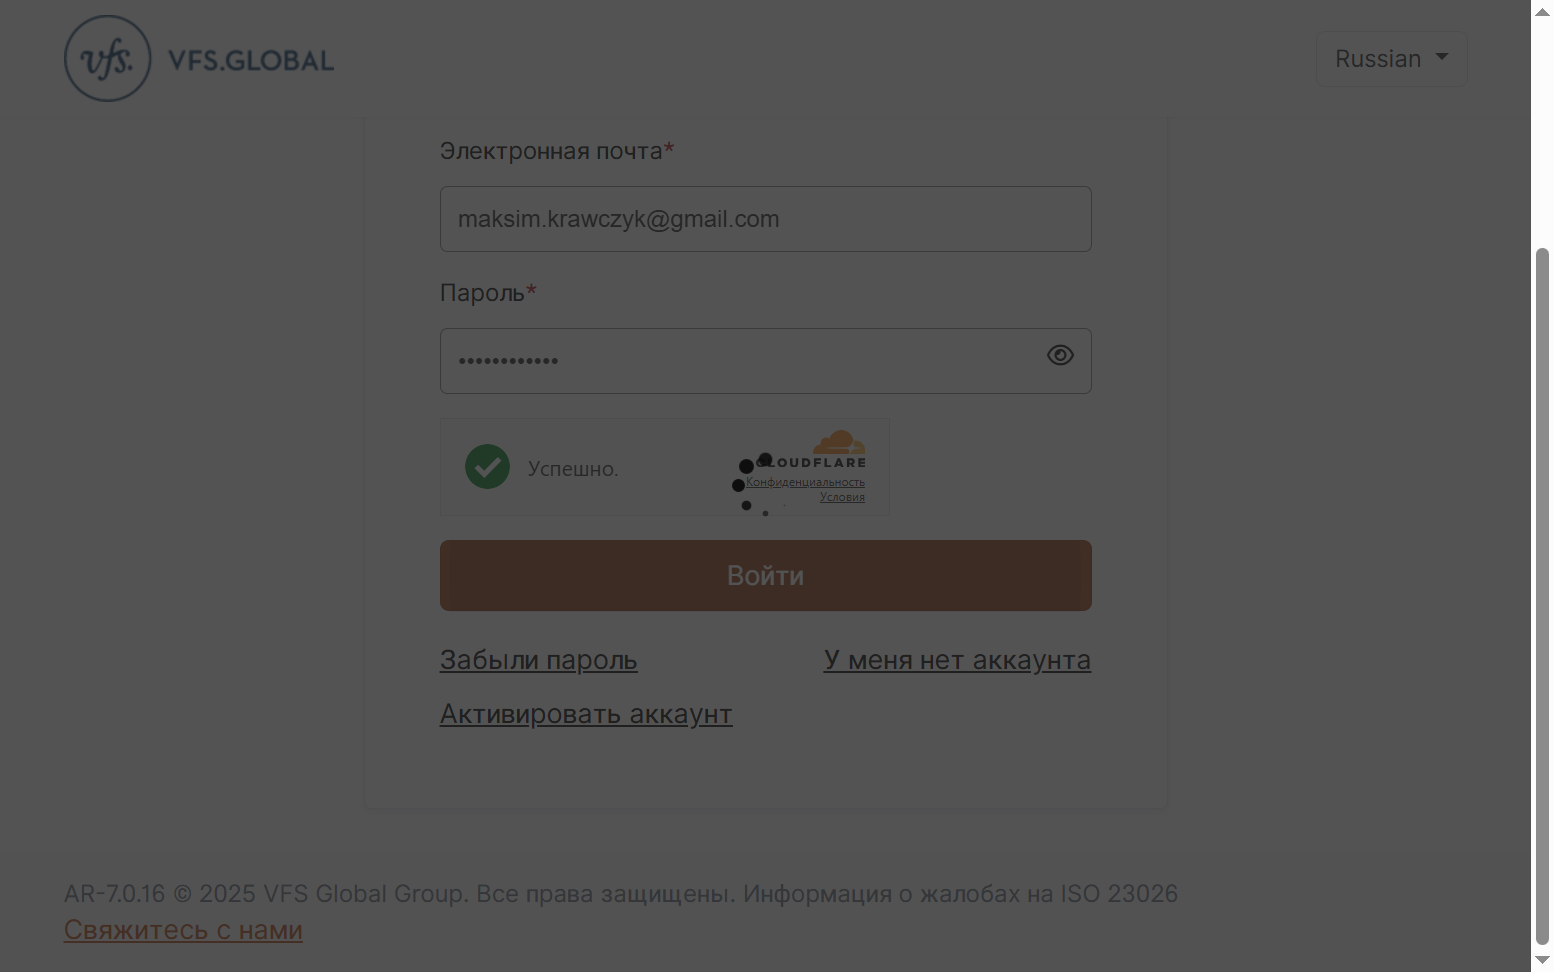 vfs. VFS.GLOBAL
Russian
Электронная почта*
maksim.krawczyk@gmail.com
Пароль*
••••••••••••
Успешно.
CLOUDFLARE
Конфиденциальность
Условия
Войти
Забыли пароль
У меня нет аккаунта
Активировать аккаунт
AR-7.0.16 © 2025 VFS Global Group. Все права защищены. Информация о жалобах на ISO 23026
Свяжитесь с нами